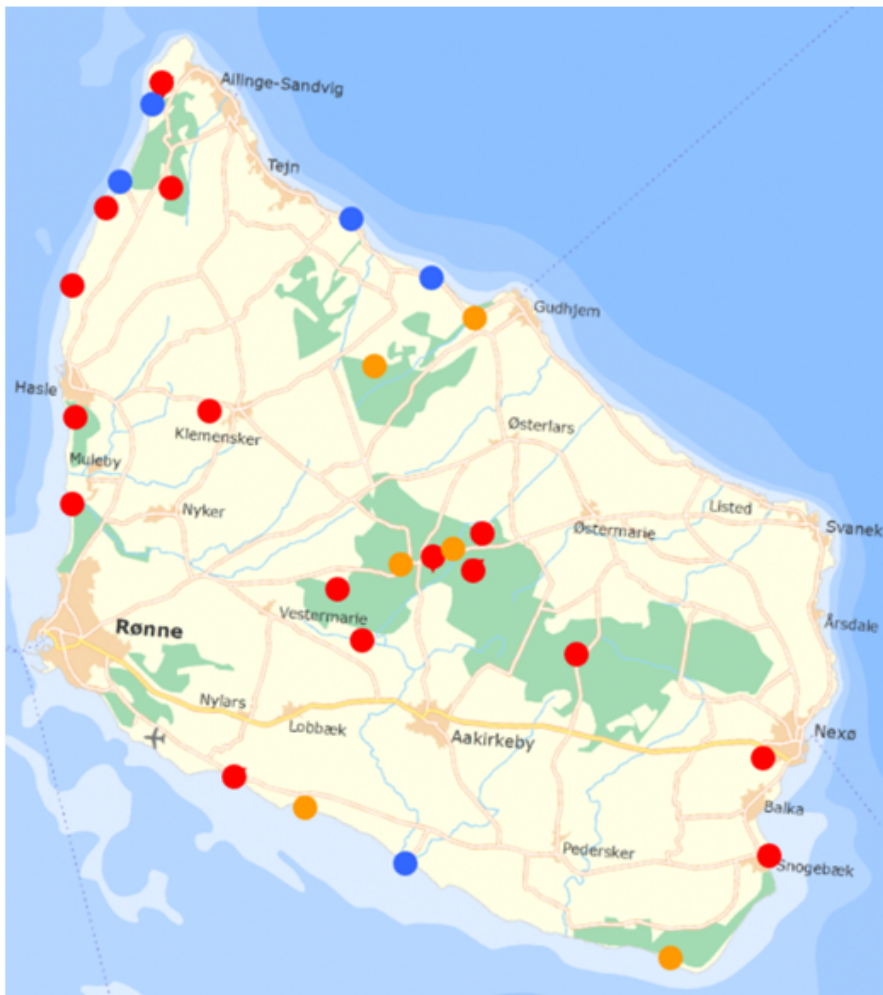 Allinge-Sandvig
Tejn
Gudhjem
Hasle
Klemensker
Østerlars
Muleby
Nyker
Listed
Østermarie
Svanek
Vestermarie
Årsdale
Rønne
Nylars
Lobbæk
Aakirkeby
Nexø
Balka
Pedersker
Snogebæk